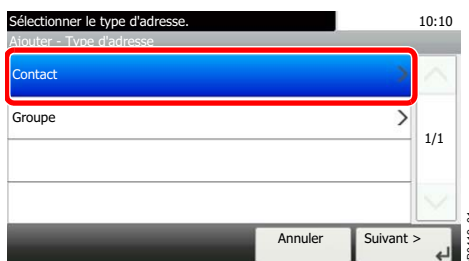 Sélectionner le type d'adresse. 10:10
Ajouter - Type d'adresse
Contact
Groupe
1/1
Annuler Suivant >